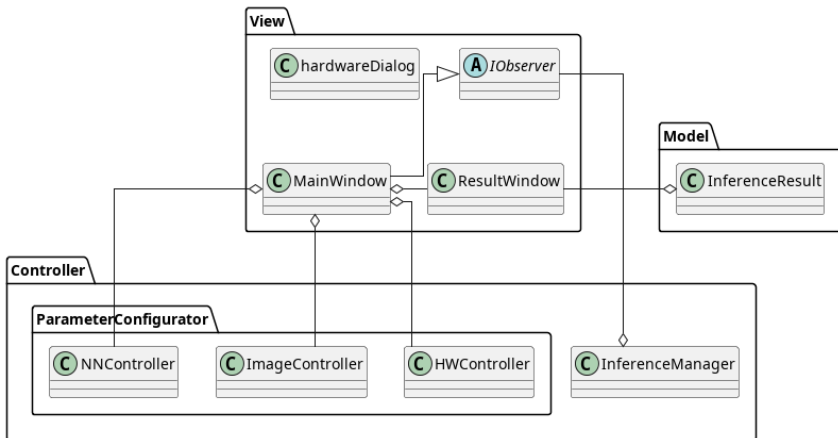 View
C hardwareDialog
A IObserver
Model
C MainWindow
C ResultWindow
C InferenceResult
Controller
ParameterConfigurator
C NNController
C ImageController
C HWController
C InferenceManager